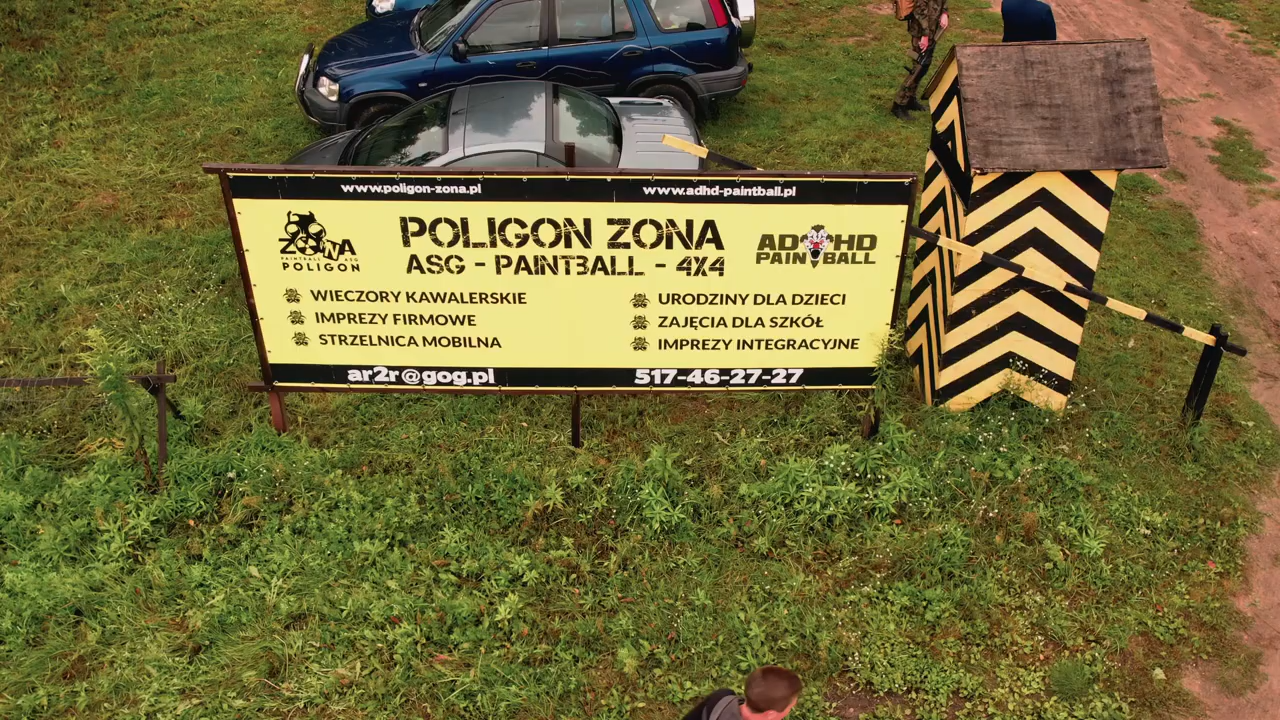 www.poligon-zona.pl www.adhd-paintball.pl
ZONA
PAINTBALL ASG
POLIGON
POLIGON ZONA
ASG - PAINTBALL - 4X4
ADHD
PAINTBALL
WIECZORY KAWALERSKIE
IMPREZY FIRMOWE
STRZELNICA MOBILNA
URODZINY DLA DZIECI
ZAJĘCIA DLA SZKÓŁ
IMPREZY INTEGRACYJNE
ar2r@gog.pl 517-46-27-27